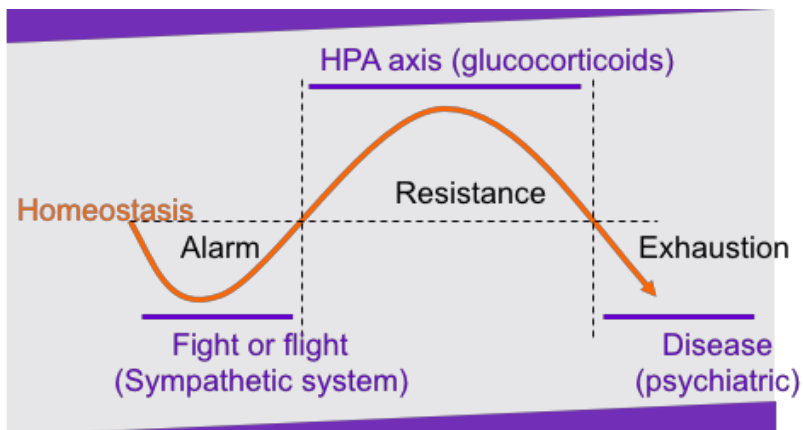 HPA axis (glucocorticoids)
Resistance
Homeostasis
Alarm
Exhaustion
Fight or flight
(Sympathetic system)
Disease
(psychiatric)